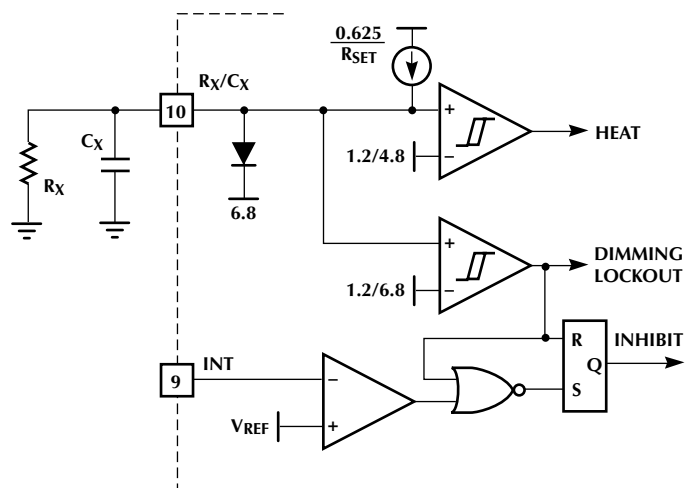 0.625
RSET
RX/CX
10
CX
RX
+
1.2/4.8
−
HEAT
6.8
+
1.2/6.8
−
DIMMING
LOCKOUT
INT
9
−
VREF
+
R
Q
S
INHIBIT